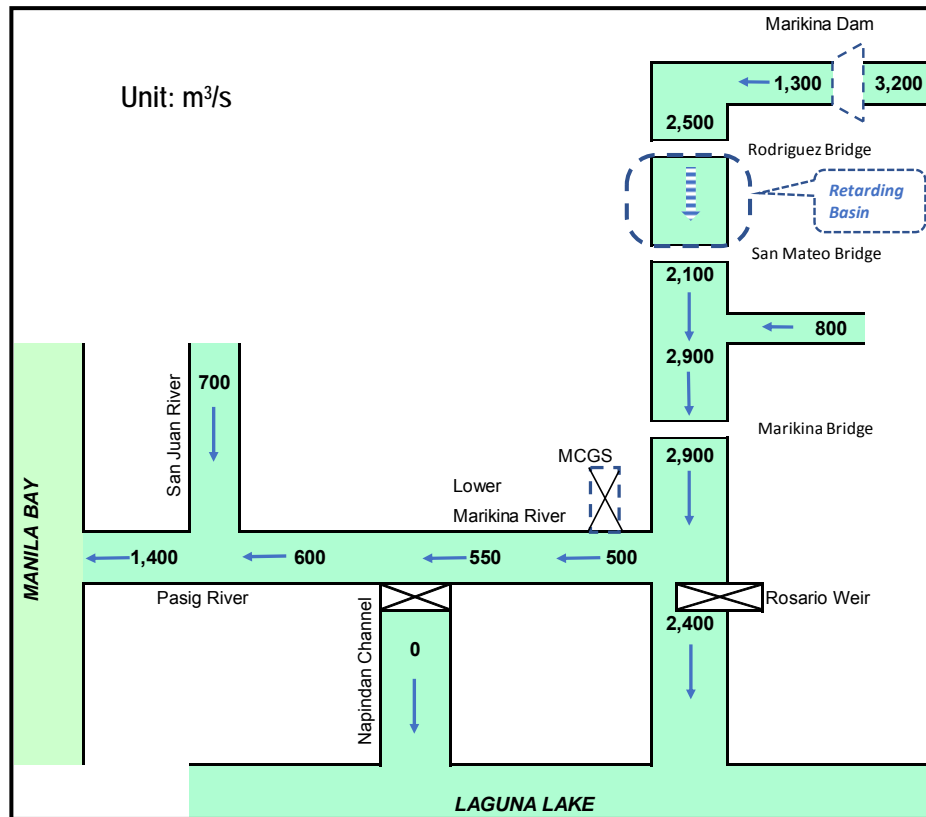 Marikina Dam
Unit: m³/s
1,300
3,200
2,500
Rodriguez Bridge
Retarding
Basin
San Mateo Bridge
2,100
800
2,900
700
San Juan River
Marikina Bridge
2,900
MCGS
Lower
Marikina River
MANILA BAY
1,400
600
550
500
Pasig River
Rosario Weir
2,400
Napindan Channel
0
LAGUNA LAKE